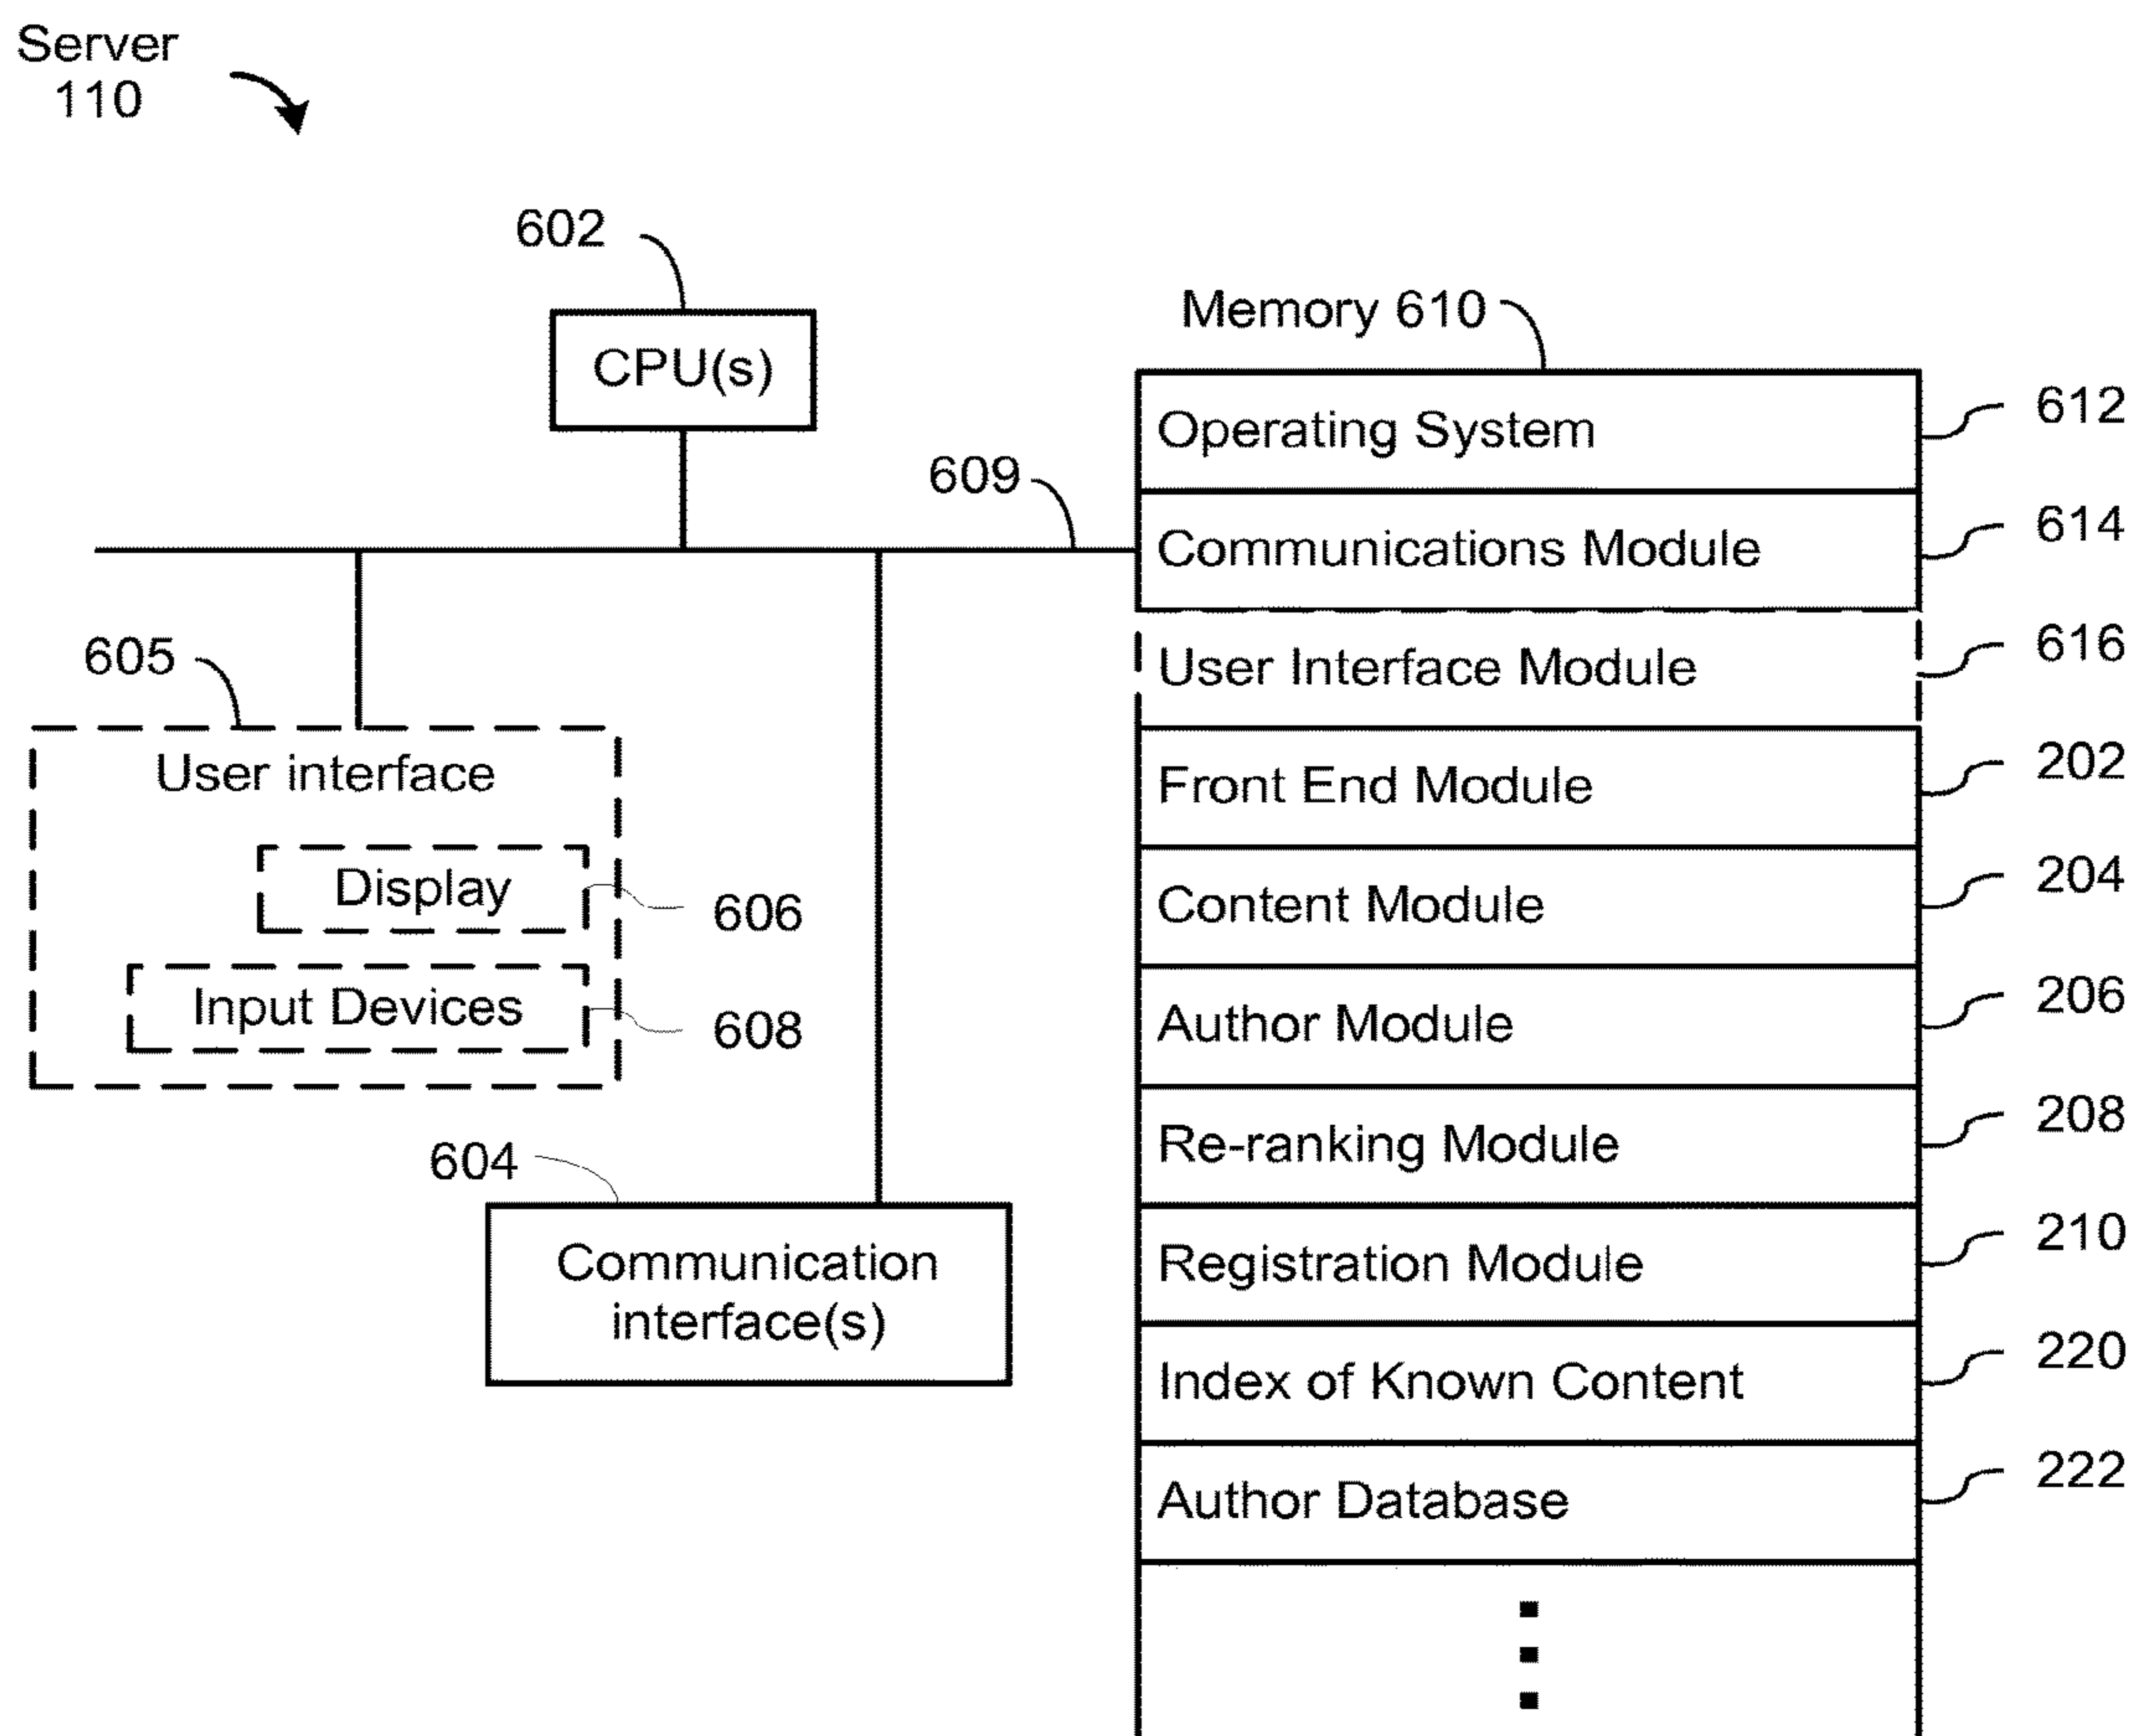 Server
110
602
CPU(s)
609
605
User interface
Display
606
Input Devices
608
604
Communication
interface(s)
Memory 610
Operating System
612
Communications Module
614
User Interface Module
616
Front End Module
202
Content Module
204
Author Module
206
Re-ranking Module
208
Registration Module
210
Index of Known Content
220
Author Database
222